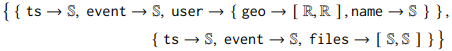 { { ts → 𝕊, event → 𝕊, user → { geo → [ ℝ, ℝ ], name → 𝕊 } },
{ ts → 𝕊, event → 𝕊, files → [ 𝕊, 𝕊 ] } }